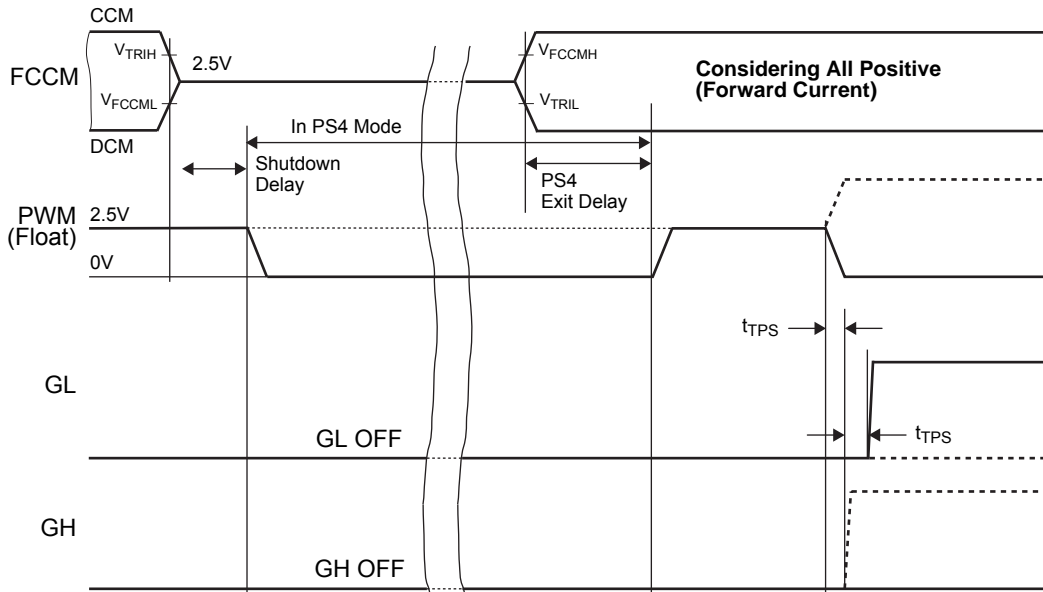 CCM
VTRIH
FCCM
2.5V
VFCCML
DCM
VFCCMH
VTRIL
Considering All Positive
(Forward Current)
In PS4 Mode
Shutdown
Delay
PS4
Exit Delay
PWM
(Float)
2.5V
0V
tTPS
GL
GL OFF
tTPS
GH
GH OFF